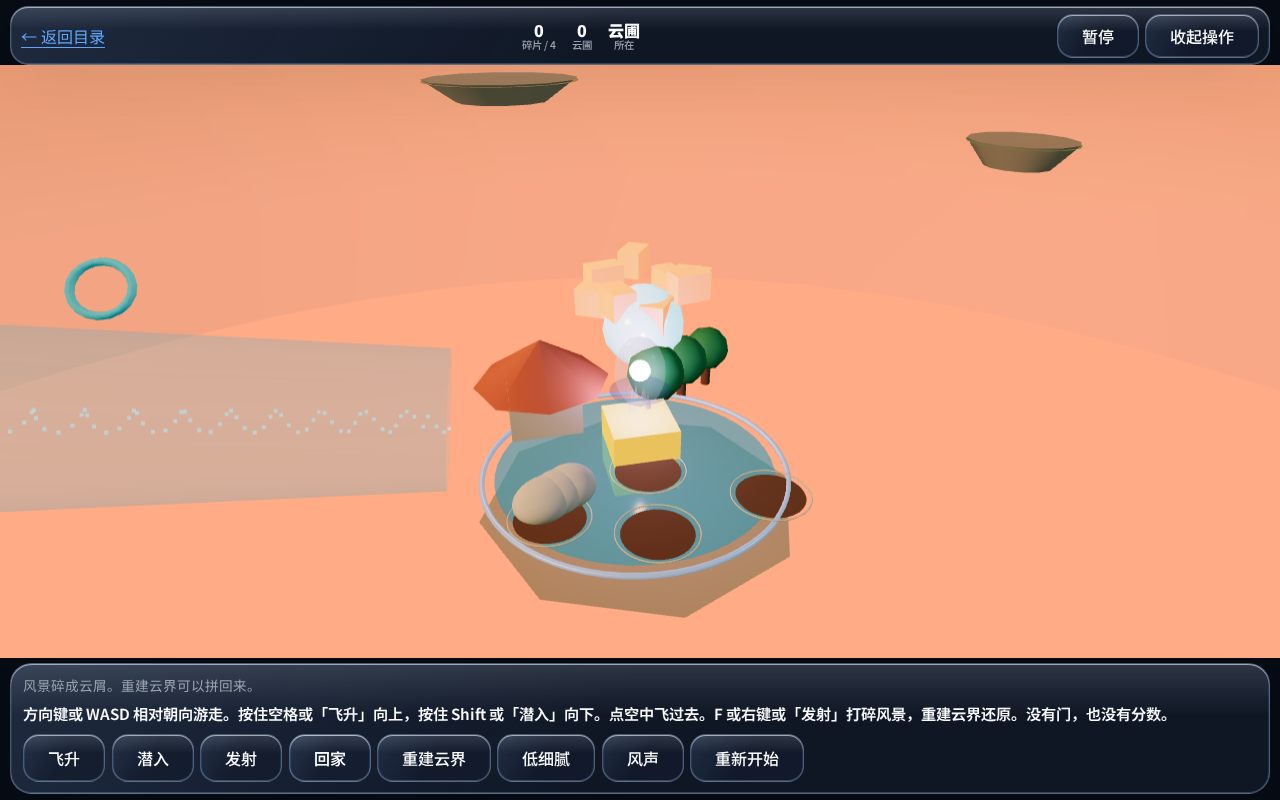 ← 返回目录
0
碎片 / 4
0
云圃
云圃
所在
暂停
收起操作
风景碎成云屑。重建云界可以拼回来。
方向键或 WASD 相对朝向游走。按住空格或「飞升」向上，按住 Shift 或「潜入」向下。点空中飞过去。F 或右键或「发射」打碎风景，重建云界还原。没有门，也没有分数。
飞升
潜入
发射
回家
重建云界
低细腻
风声
重新开始